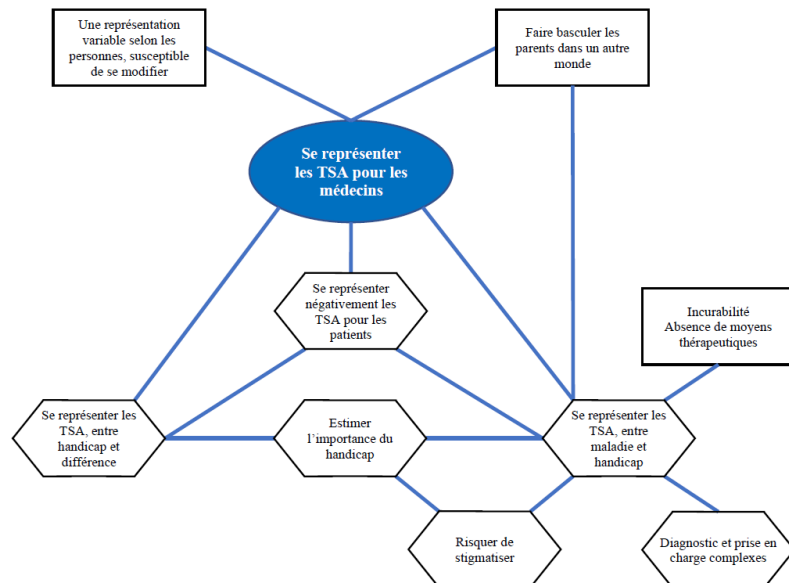 Une représentation
variable selon les
personnes, susceptible
de se modifier
Faire basculer les
parents dans un autre
monde
Se représenter
les TSA pour les
médecins
Se représenter
négativement les
TSA pour les
patients
Incurabilité
Absence de moyens
thérapeutiques
Se représenter les
TSA, entre
handicap et
différence
Estimer
l’importance du
handicap
Se représenter les
TSA, entre
maladie et
handicap
Risquer de
stigmatiser
Diagnostic et prise en
charge complexes